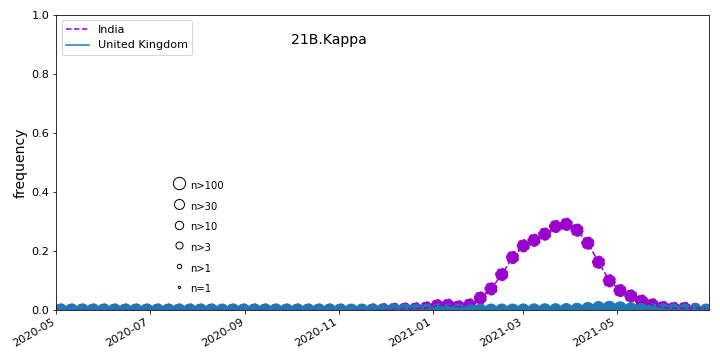 21B.Kappa
India
United Kingdom
frequency
1.0
0.8
0.6
0.4
0.2
0.0
n>100
n>30
n>10
n>3
n>1
n=1
2020-05
2020-07
2020-09
2020-11
2021-01
2021-03
2021-05